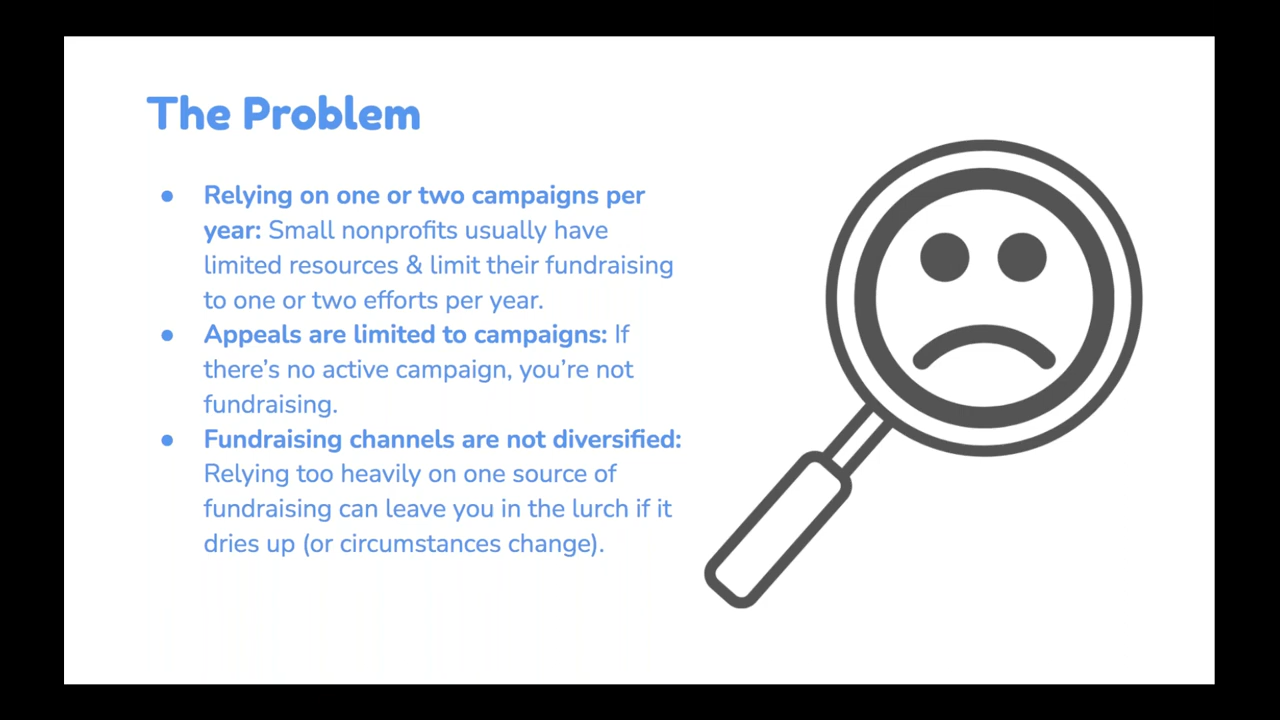 The Problem
● Relying on one or two campaigns per
year: Small nonprofits usually have
limited resources & limit their fundraising
to one or two efforts per year.
● Appeals are limited to campaigns: If
there’s no active campaign, you’re not
fundraising.
● Fundraising channels are not diversified:
Relying too heavily on one source of
fundraising can leave you in the lurch if it
dries up (or circumstances change).